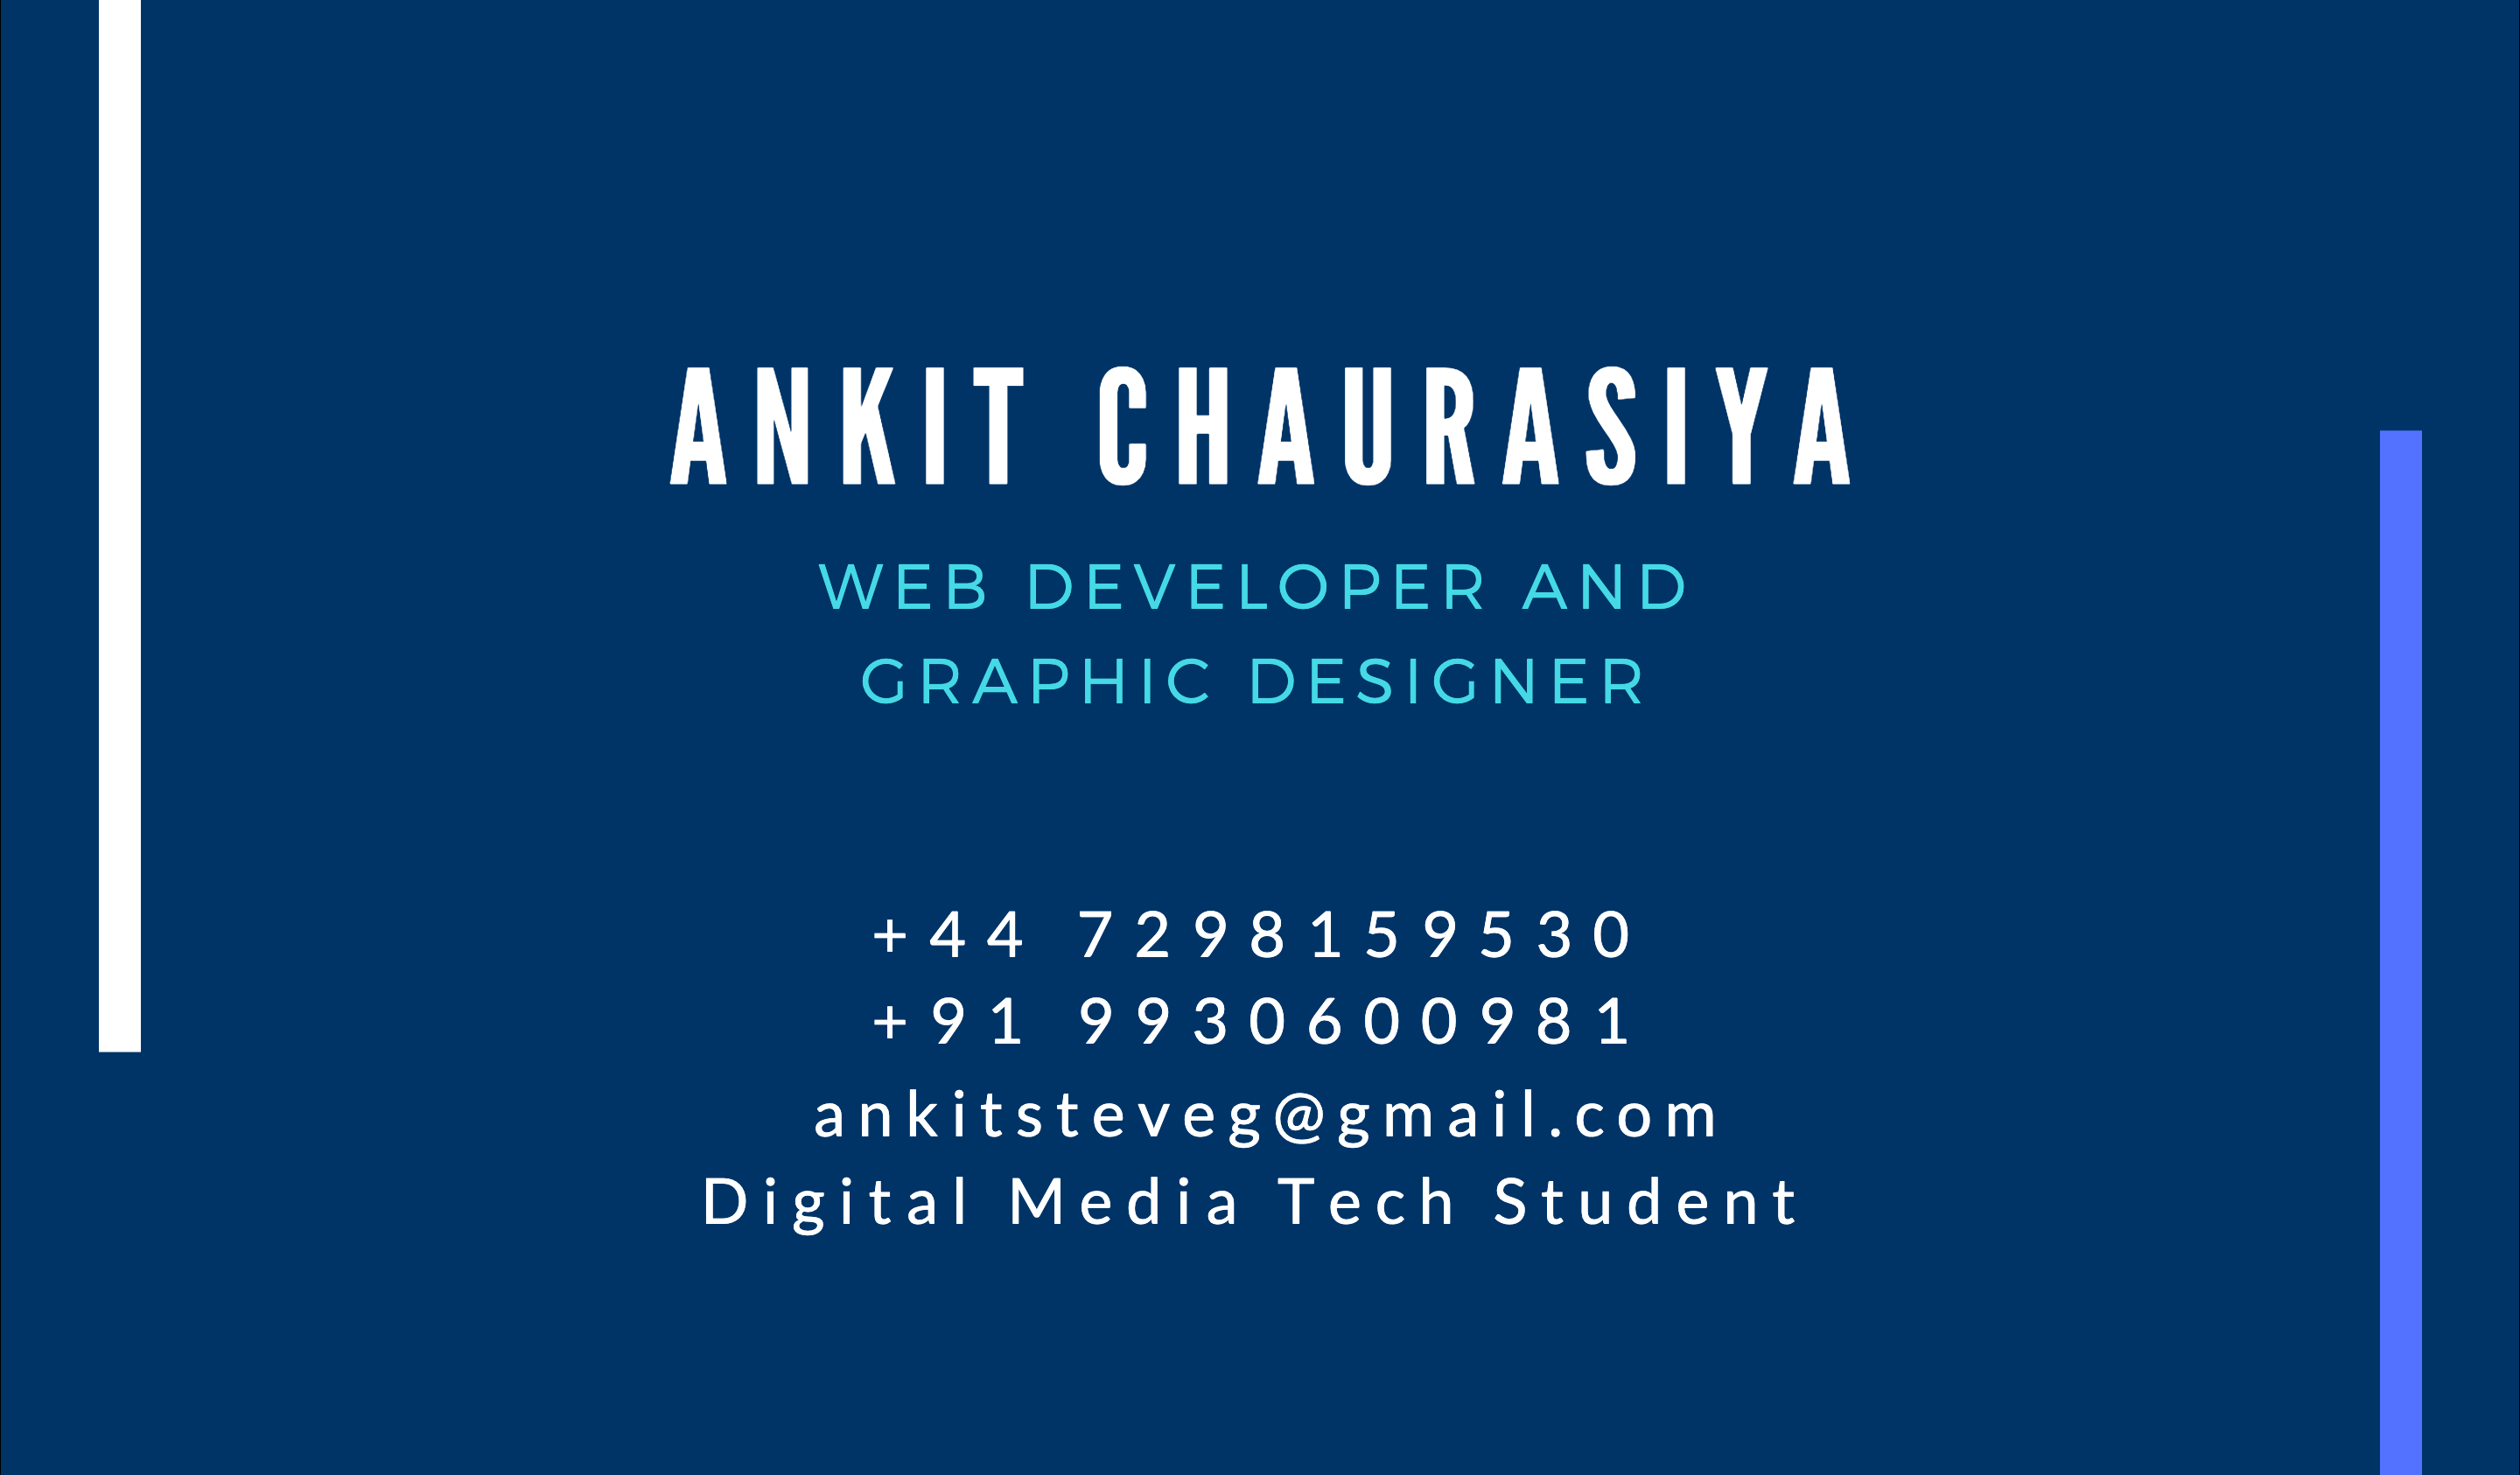 ANKIT CHAURASIYA
WEB DEVELOPER AND
GRAPHIC DESIGNER
+44 7298159530
+91 9930600981
ankitsteveg@gmail.com
Digital Media Tech Student